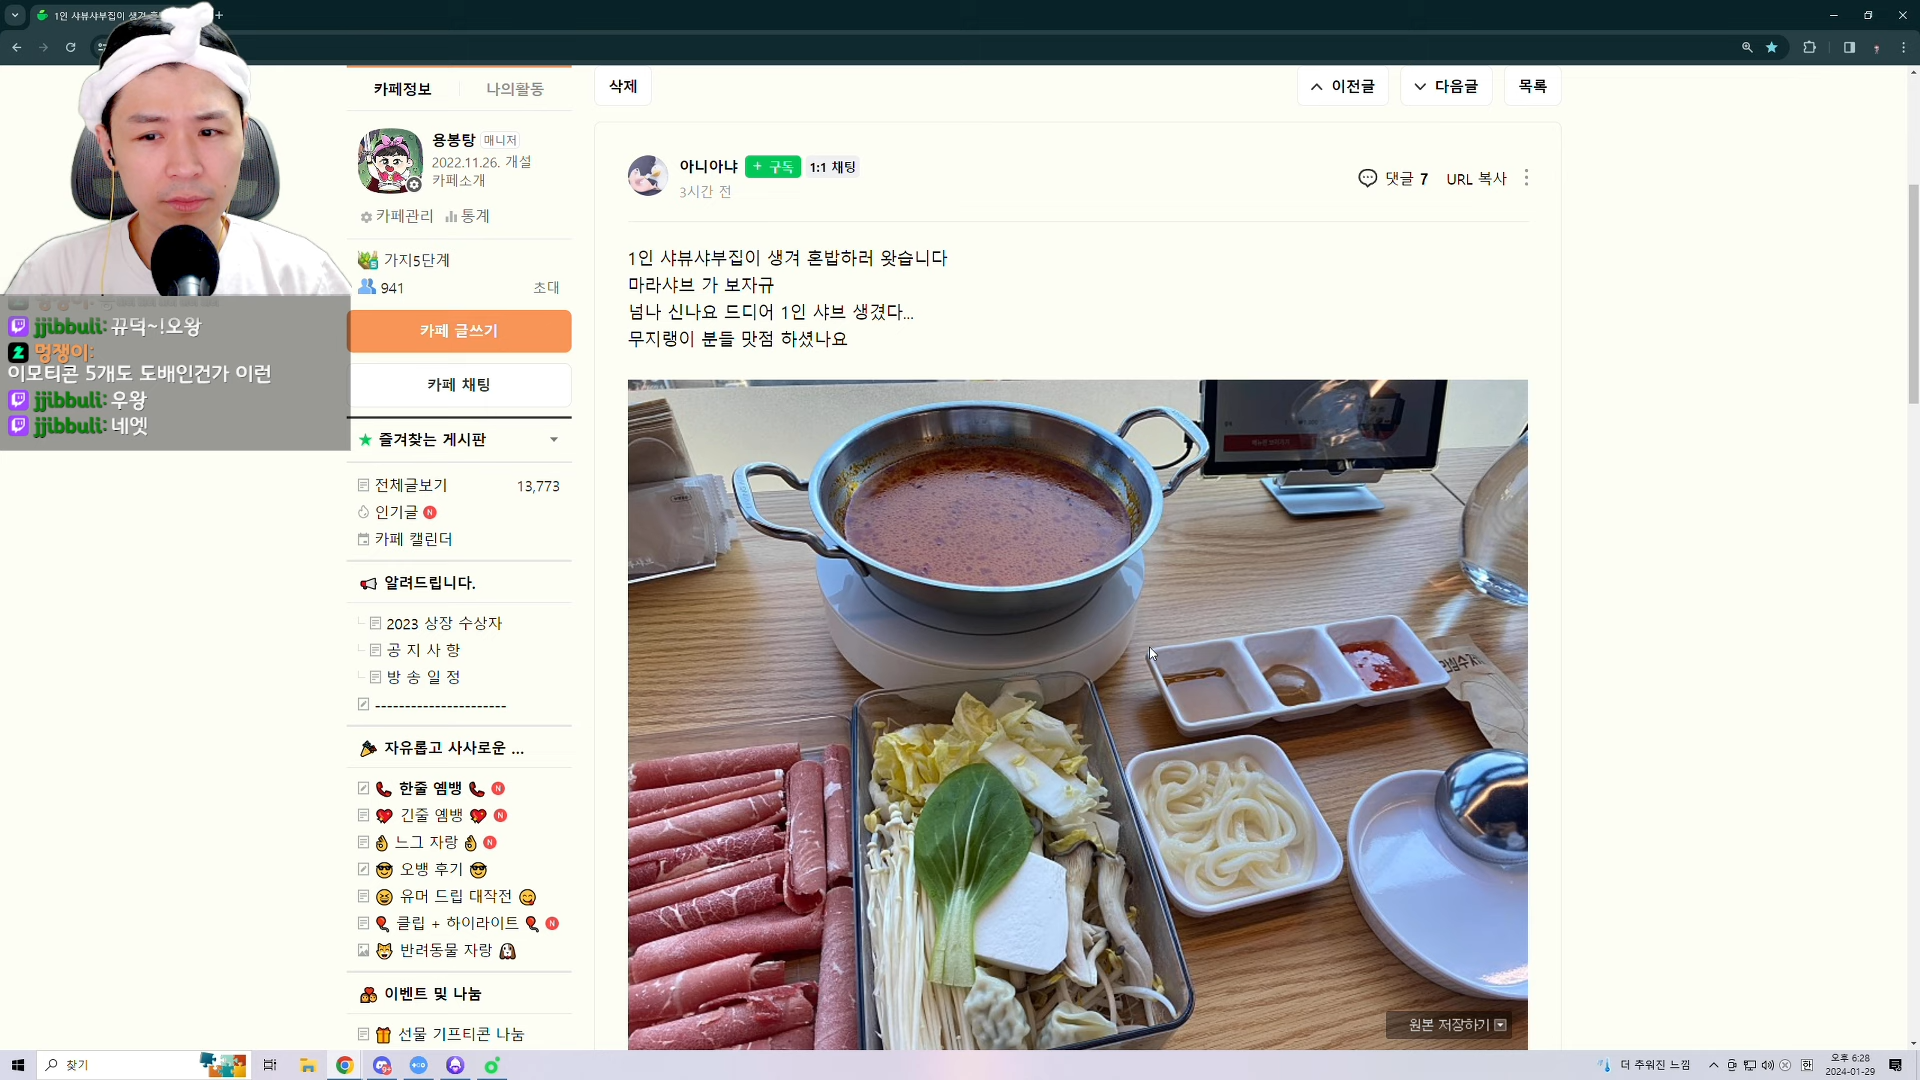 1인 샤뷰샤부집이 생겨 혼
카페정보
나의활동
삭제
이전글
다음글
목록
용봉탕 매니저
2022.11.26. 개설
카페소개
카페관리 통계
가지5단계
941 초대
카페 글쓰기
카페 채팅
jjibbuli: 뀨덕~!오왕
멍쟁이:
이모티콘 5개도 도배인건가 이런
jjibbuli: 우왕
jjibbuli: 네엣
즐겨찾는 게시판
전체글보기 13,773
인기글 N
카페 캘린더
알려드립니다.
2023 상장 수상자
공 지 사 항
방 송 일 정
----------------------
자유롭고 사사로운 ...
한줄 옘병 N
긴줄 옘병 N
느그 자랑 N
오뱅 후기
유머 드립 대작전
클립 + 하이라이트 N
반려동물 자랑
이벤트 및 나눔
선물 기프티콘 나눔
아니아냐 + 구독 1:1 채팅
3시간 전
댓글 7 URL 복사
1인 샤뷰샤부집이 생겨 혼밥하러 왓습니다
마라샤브 가 보자규
넘나 신나요 드디어 1인 샤브 생겼다...
무지랭이 분들 맛점 하셨나요
원본 저장하기
찾기
더 추워진 느낌
한
오후 6:28
2024-01-29